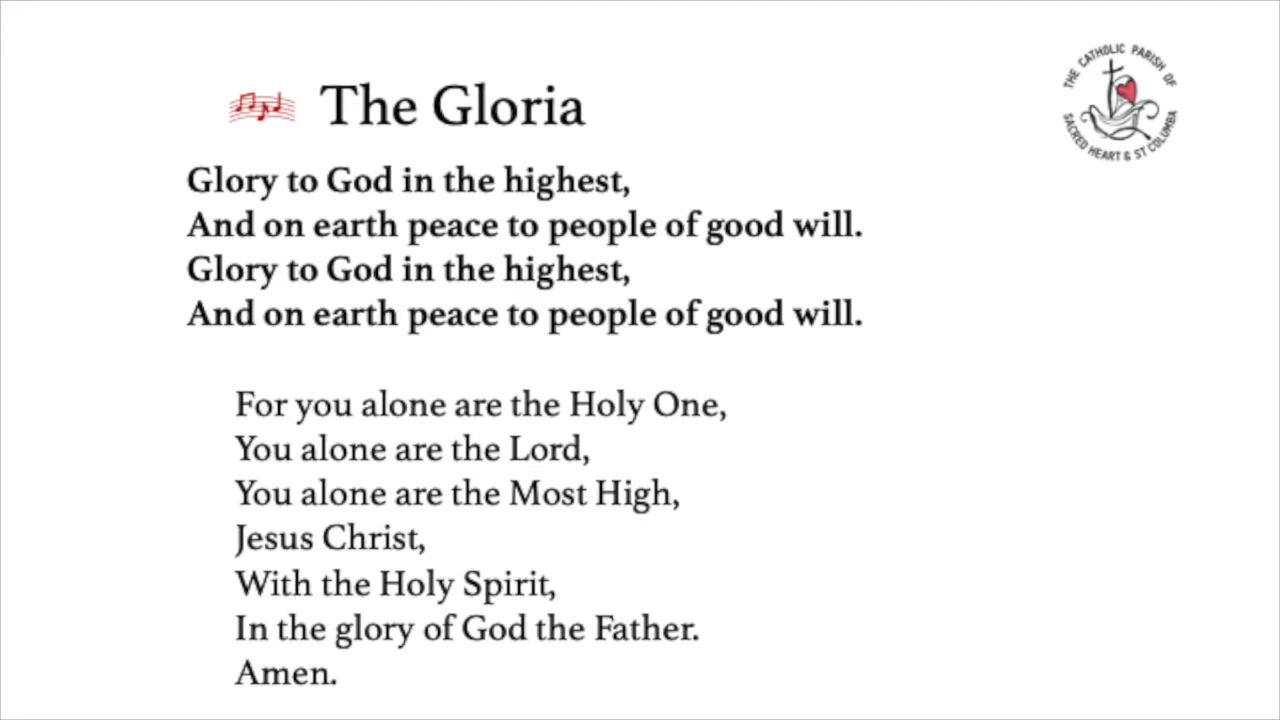 The Gloria
THE CATHOLIC PARISH OF
SACRED HEART & ST COLUMBA
Glory to God in the highest,
And on earth peace to people of good will.
Glory to God in the highest,
And on earth peace to people of good will.
For you alone are the Holy One,
You alone are the Lord,
You alone are the Most High,
Jesus Christ,
With the Holy Spirit,
In the glory of God the Father.
Amen.